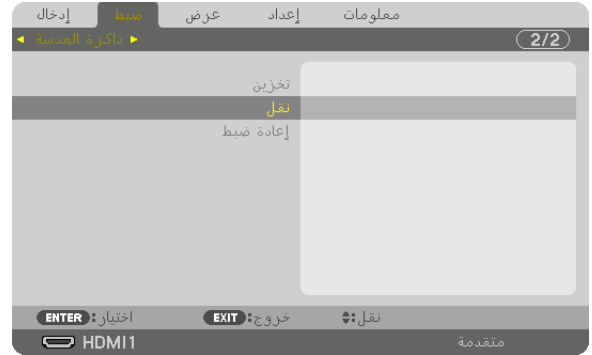 إدخال ضبط عرض إعداد معلومات
ذاكرة العدسة 2/2
تخزين
نقل
إعادة ضبط
ENTER :اختيار EXIT :خروج نقل:
HDMI1 متقدمة